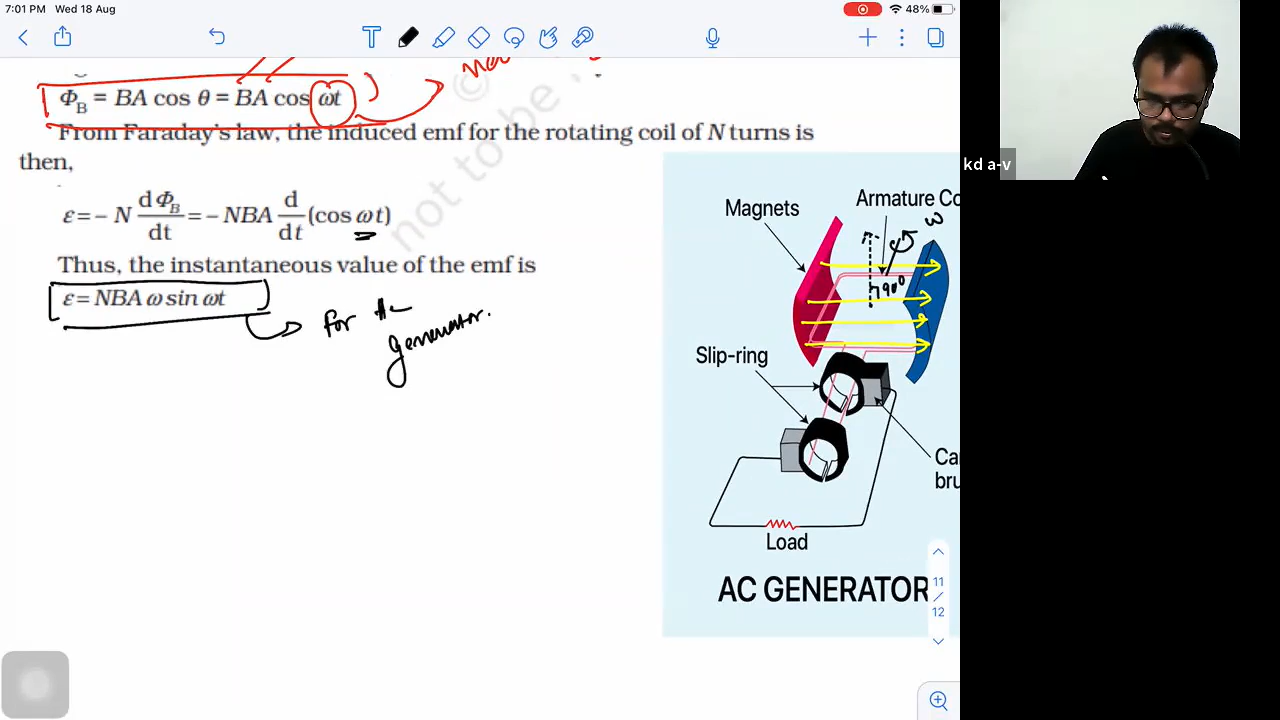 7:01 PM Wed 18 Aug
48%
Φ_B = BA cos θ = BA cos ωt
From Faraday's law, the induced emf for the rotating coil of N turns is
then,
ε = – N dΦ_B/dt = – NBA d/dt (cos ωt)
Thus, the instantaneous value of the emf is
ε = NBA ω sin ωt
for the
generator.
not to be
©
kd a-v
Magnets
Armature Co
ω
90°
Slip-ring
Ca
bru
Load
AC GENERATOR
11
/
12